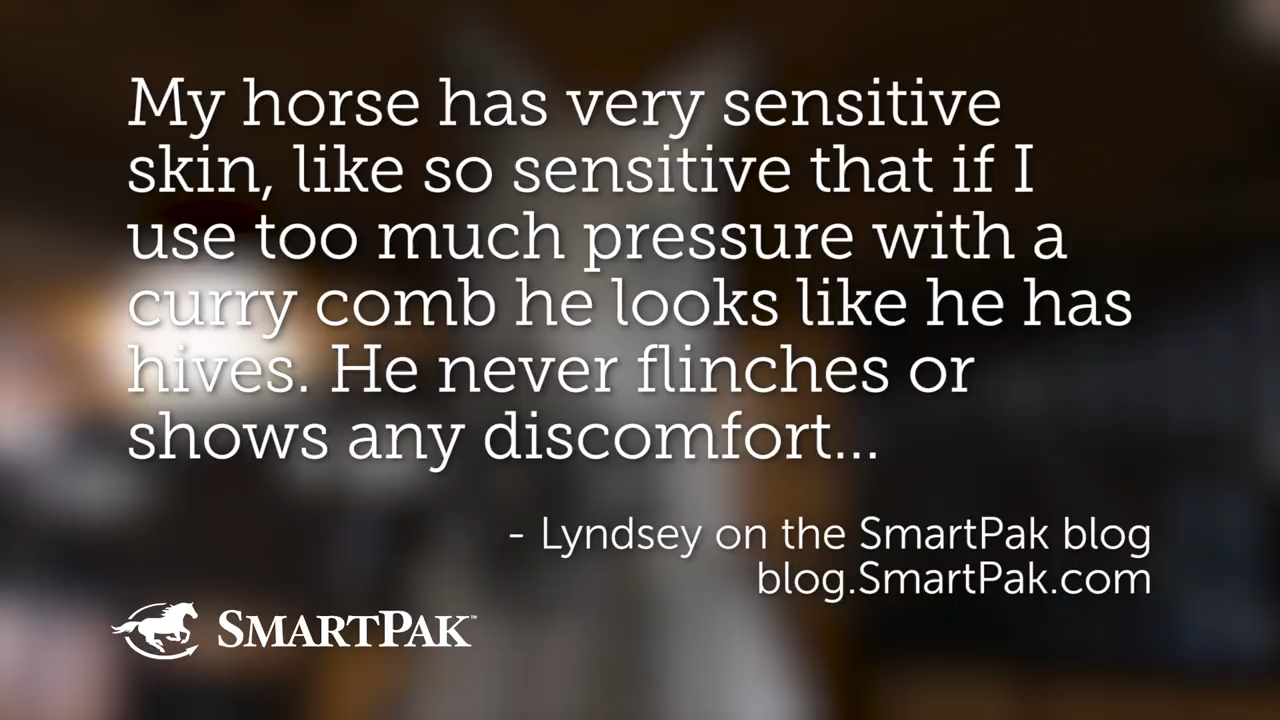 My horse has very sensitive
skin, like so sensitive that if I
use too much pressure with a
curry comb he looks like he has
hives. He never flinches or
shows any discomfort...
- Lyndsey on the SmartPak blog
blog.SmartPak.com
SMARTPAK™